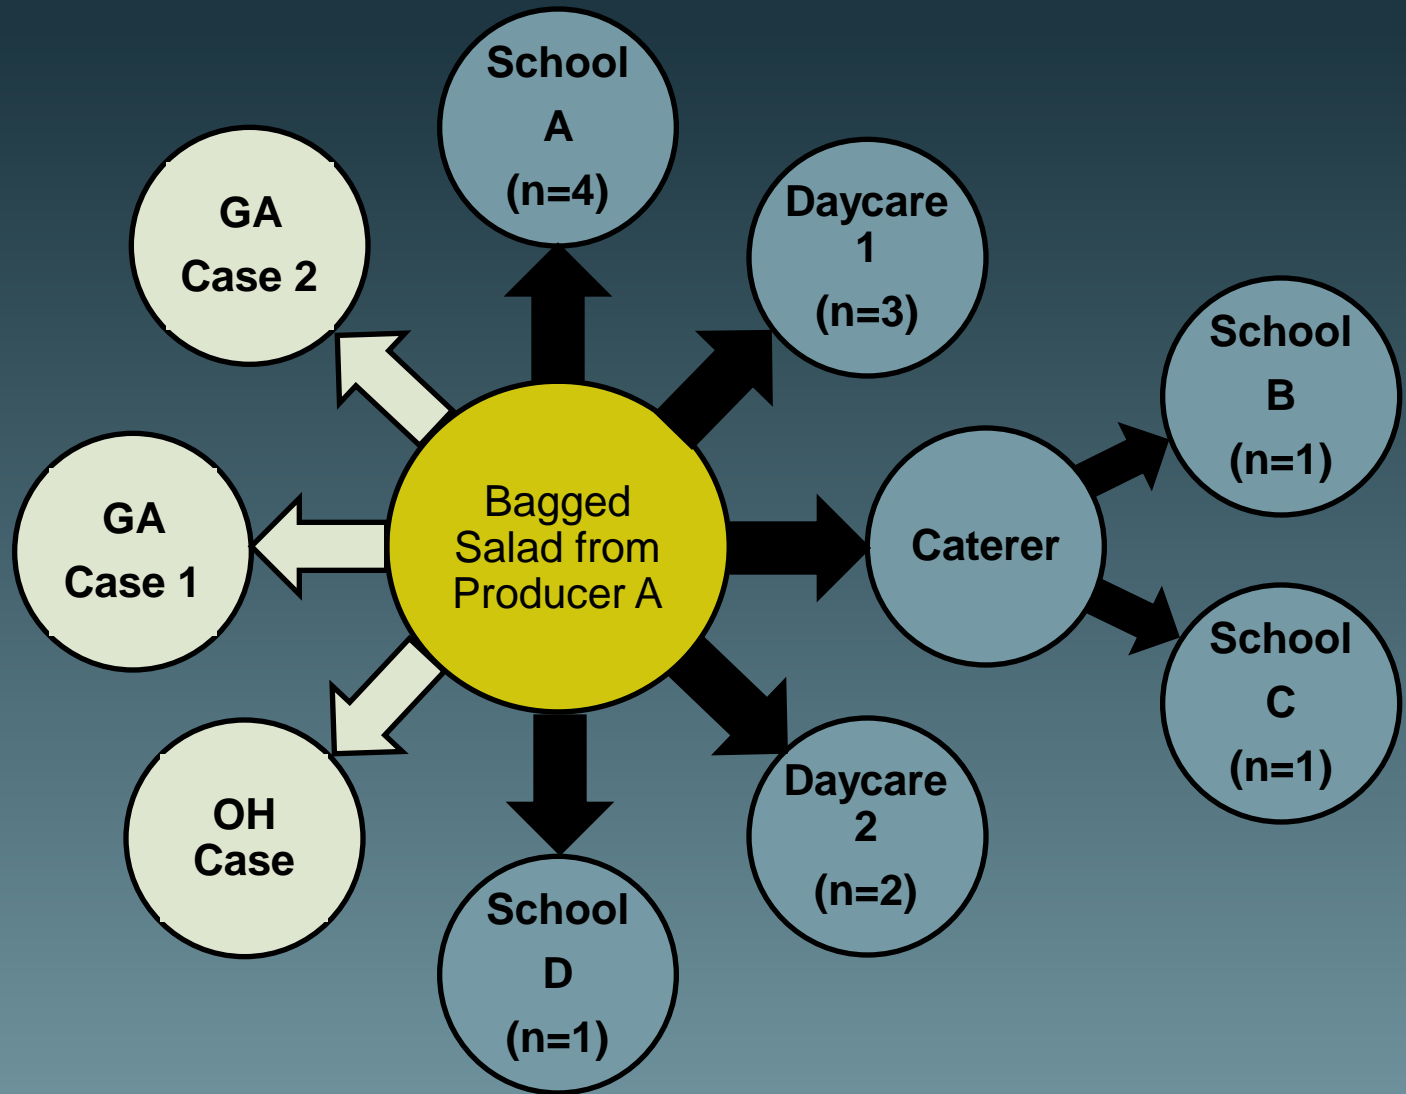 School
A
(n=4)
GA
Case 2
Daycare
1
(n=3)
School
B
(n=1)
GA
Case 1
Bagged
Salad from
Producer A
Caterer
School
C
(n=1)
OH
Case
Daycare
2
(n=2)
School
D
(n=1)